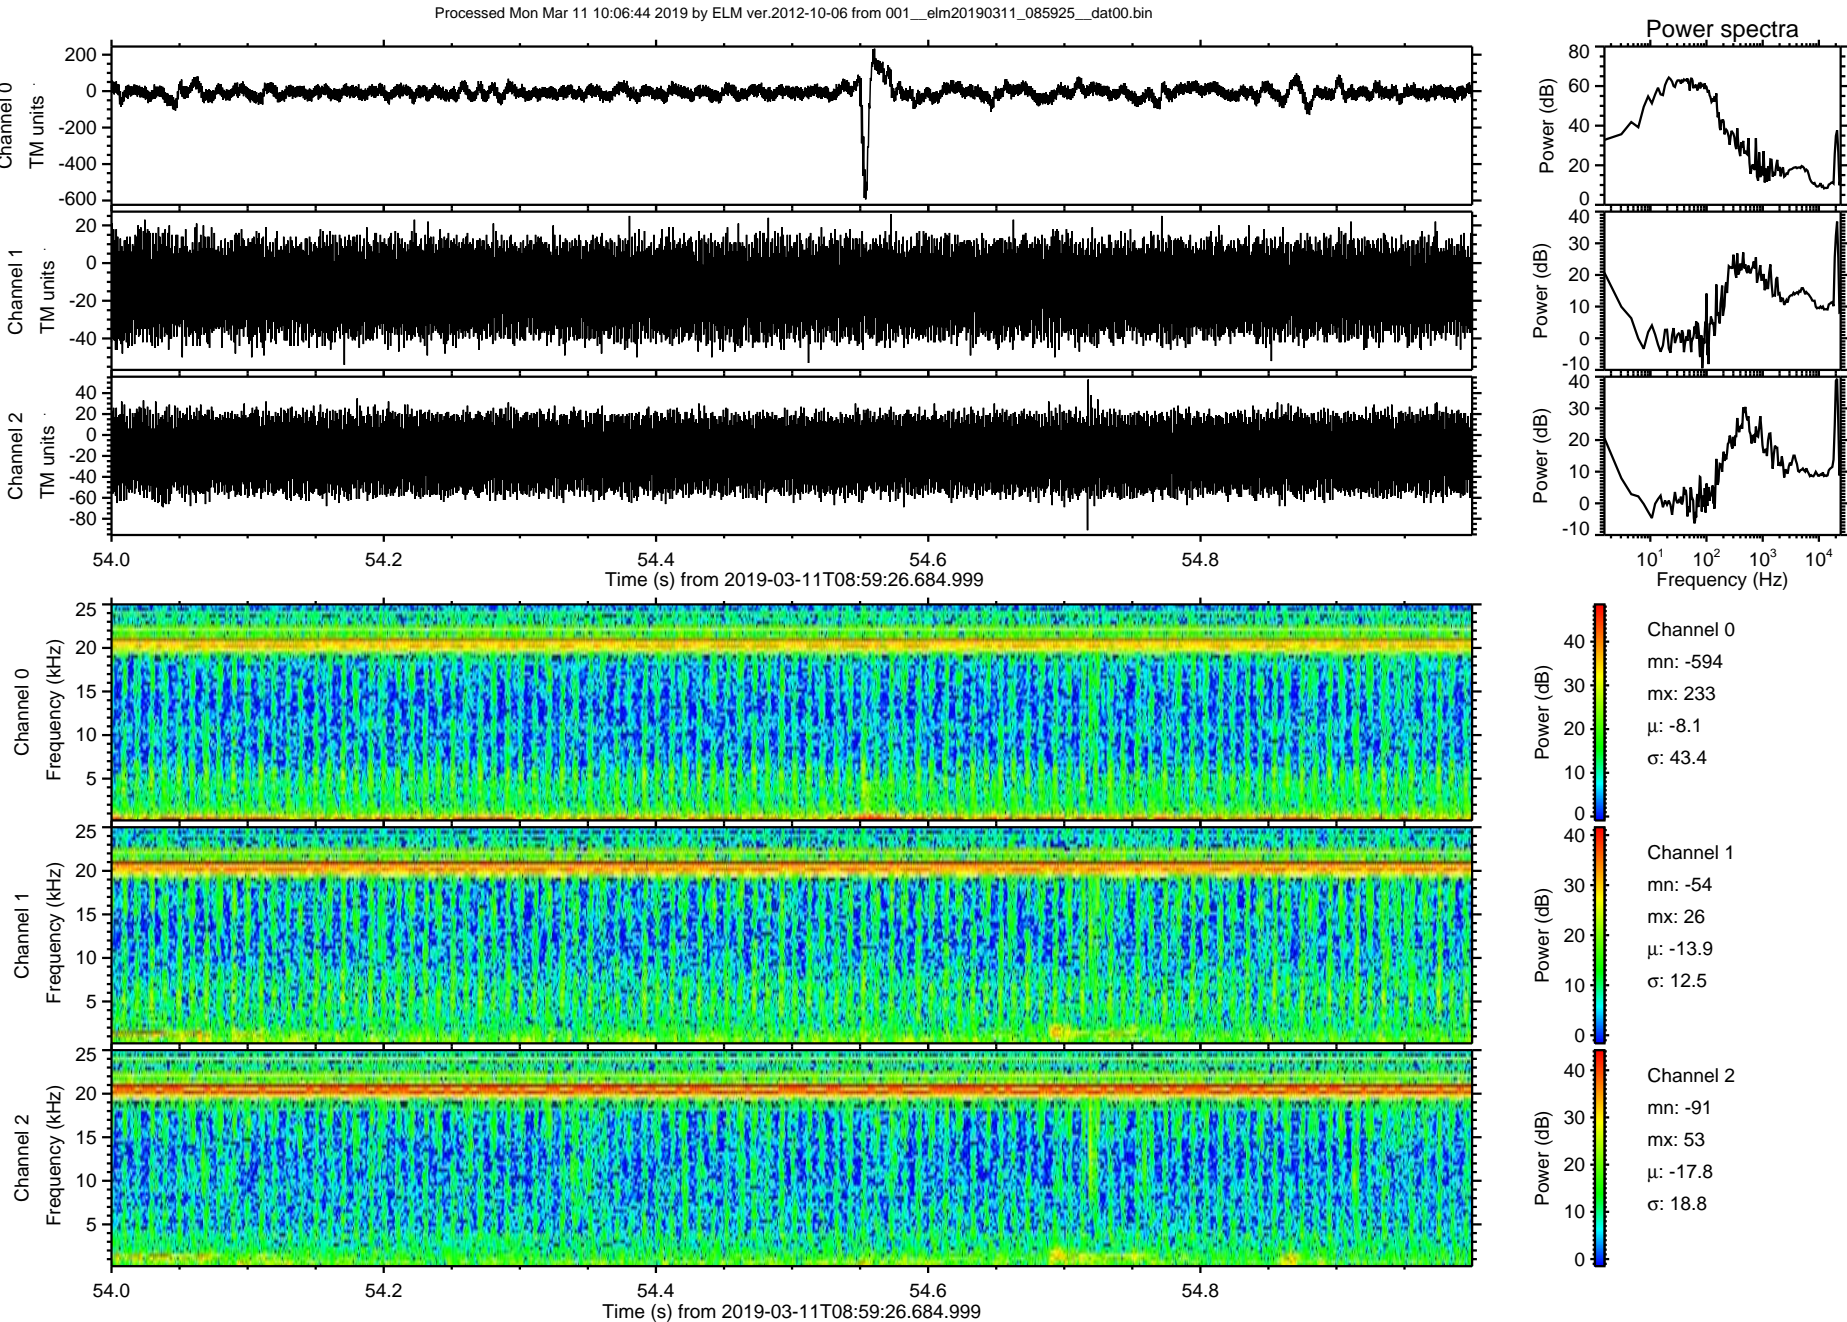 Processed Mon Mar 11 10:06:44 2019 by ELM ver.2012-10-06 from 001__elm20190311_085925__dat00.bin
Power spectra
Channel 0
TM units
200
0
-200
-400
-600
Power (dB)
80
60
40
20
0
Channel 1
TM units
20
0
-20
-40
Power (dB)
40
30
20
10
0
-10
Channel 2
TM units
40
20
0
-20
-40
-60
-80
Power (dB)
40
30
20
10
0
-10
54.0 54.2 54.4 54.6 54.8
Time (s) from 2019-03-11T08:59:26.684.999
10¹ 10² 10³ 10⁴
Frequency (Hz)
Channel 0
Frequency (kHz)
25
20
15
10
5
Power (dB)
40
30
20
10
0
Channel 0
mn: -594
mx: 233
μ: -8.1
σ: 43.4
Channel 1
Frequency (kHz)
25
20
15
10
5
Power (dB)
40
30
20
10
0
Channel 1
mn: -54
mx: 26
μ: -13.9
σ: 12.5
Channel 2
Frequency (kHz)
25
20
15
10
5
Power (dB)
40
30
20
10
0
Channel 2
mn: -91
mx: 53
μ: -17.8
σ: 18.8
54.0 54.2 54.4 54.6 54.8
Time (s) from 2019-03-11T08:59:26.684.999